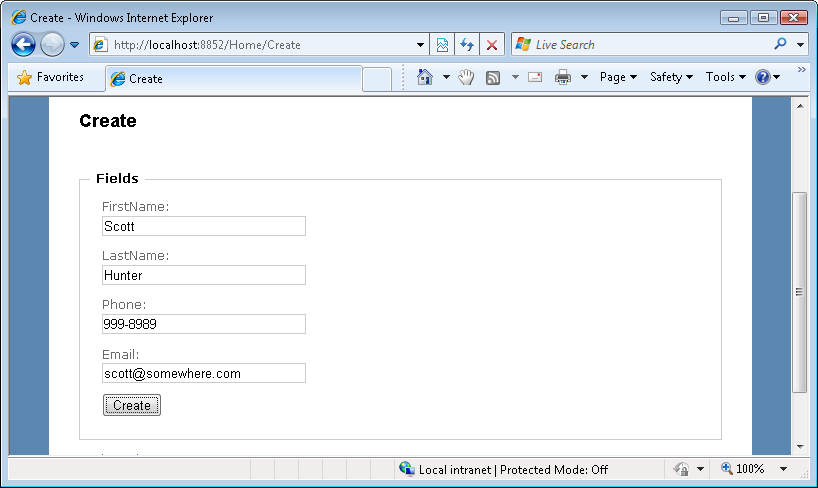 Create - Windows Internet Explorer
http://localhost:8852/Home/Create
Live Search
Favorites
Create
Page
Safety
Tools
Create
Fields
FirstName:
Scott
LastName:
Hunter
Phone:
999-8989
Email:
scott@somewhere.com
Create
Local intranet | Protected Mode: Off
100%